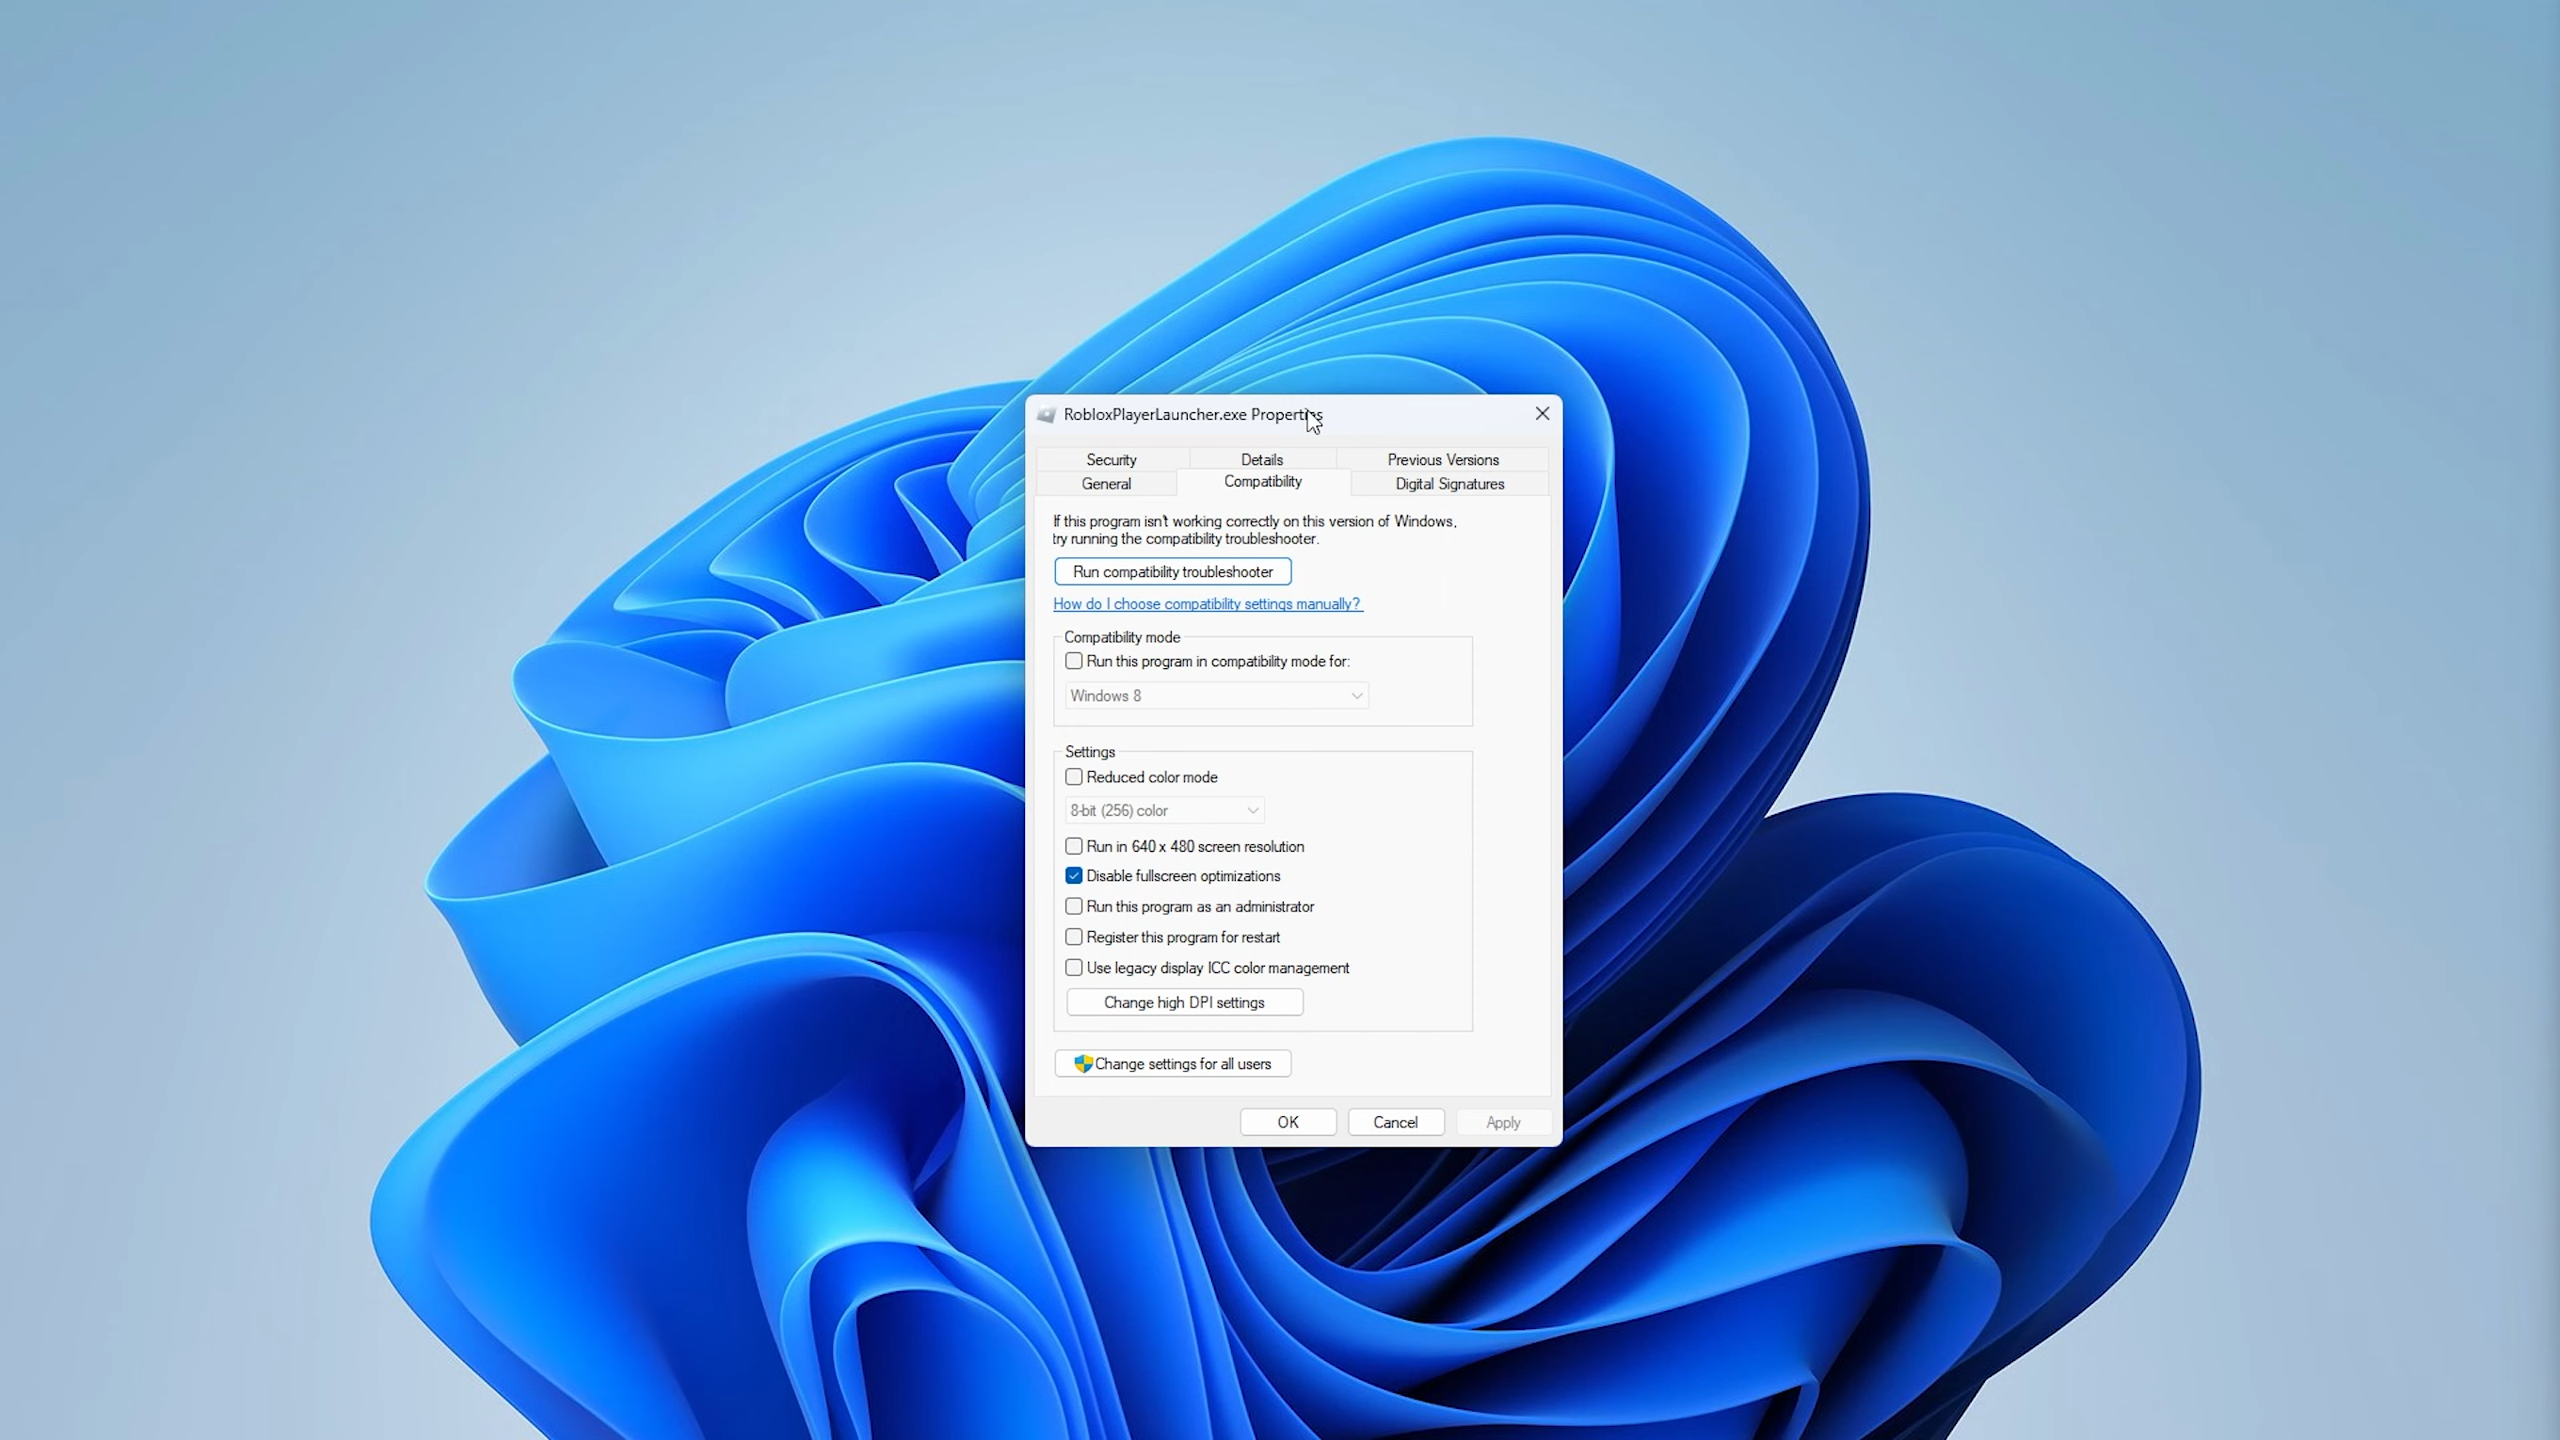 RobloxPlayerLauncher.exe Properties
Security
Details
Previous Versions
General
Compatibility
Digital Signatures
If this program isn't working correctly on this version of Windows,
try running the compatibility troubleshooter.
Run compatibility troubleshooter
How do I choose compatibility settings manually?
Compatibility mode
Run this program in compatibility mode for:
Windows 8
Settings
Reduced color mode
8-bit (256) color
Run in 640 x 480 screen resolution
Disable fullscreen optimizations
Run this program as an administrator
Register this program for restart
Use legacy display ICC color management
Change high DPI settings
Change settings for all users
OK
Cancel
Apply